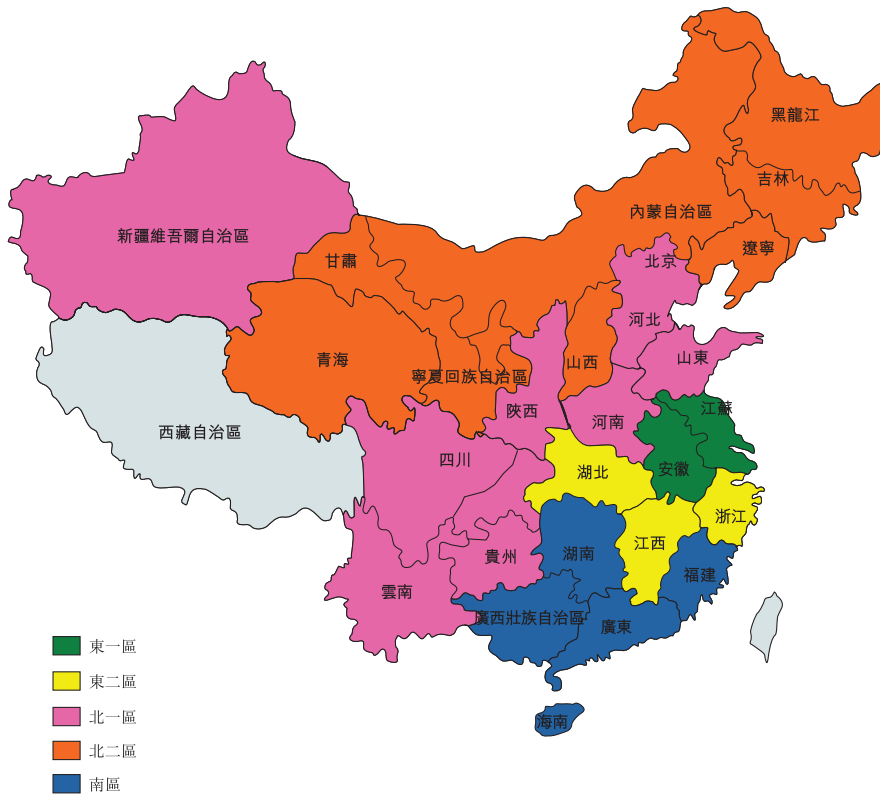 黑龍江
吉林
內蒙自治區
遼寧
新疆維吾爾自治區
甘肅
北京
河北
青海
寧夏回族自治區
山西
山東
陝西
河南
江蘇
西藏自治區
四川
湖北
安徽
浙江
貴州
湖南
江西
福建
雲南
廣西壯族自治區
廣東
海南
東一區
東二區
北一區
北二區
南區